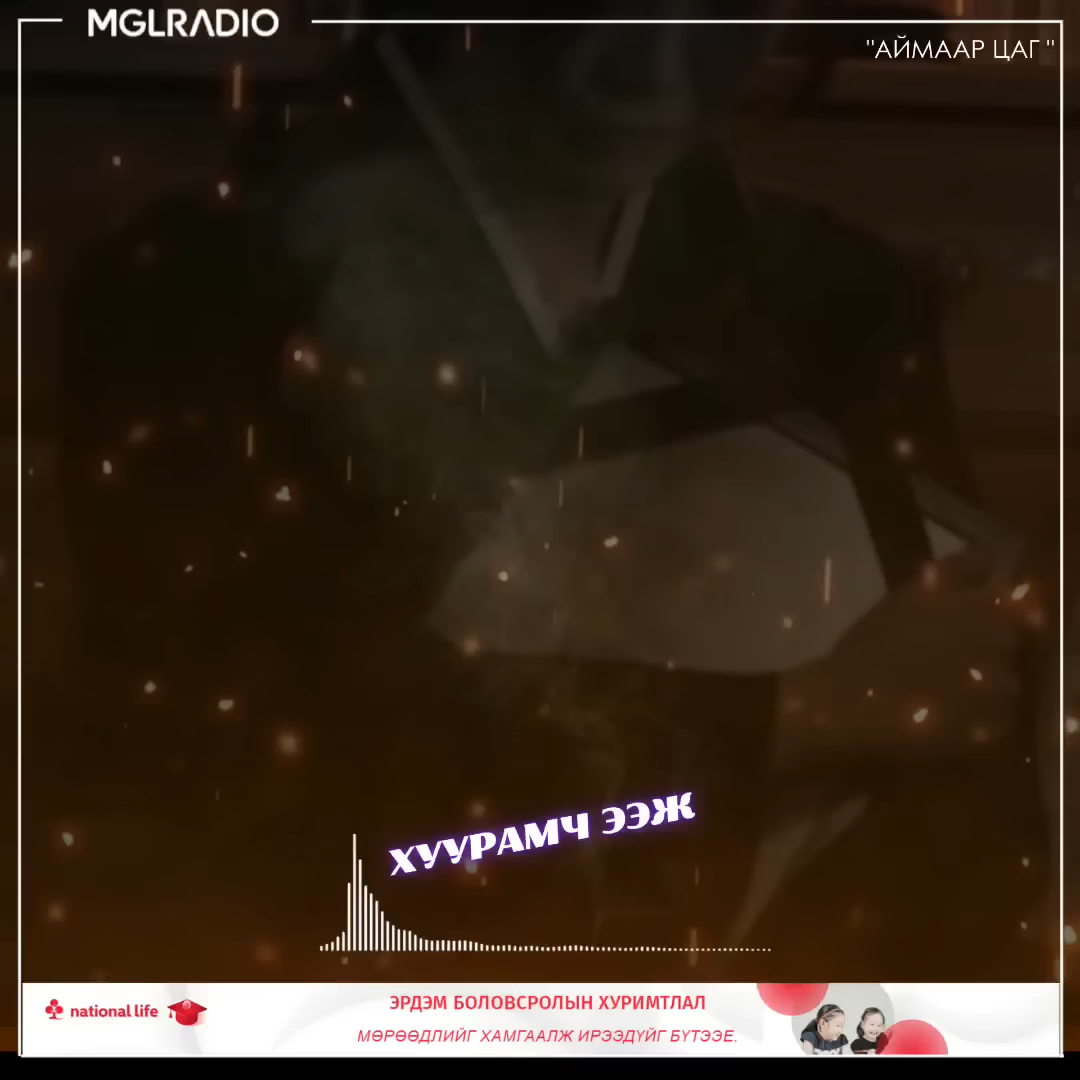 MGLRADIO
"АЙМААР ЦАГ "
ХУУРАМЧ ЭЭЖ
national life
ЭРДЭМ БОЛОВСРОЛЫН ХУРИМТЛАЛ
МӨРӨӨДЛИЙГ ХАМГААЛЖ ИРЭЭДҮЙГ БҮТЭЭЕ.